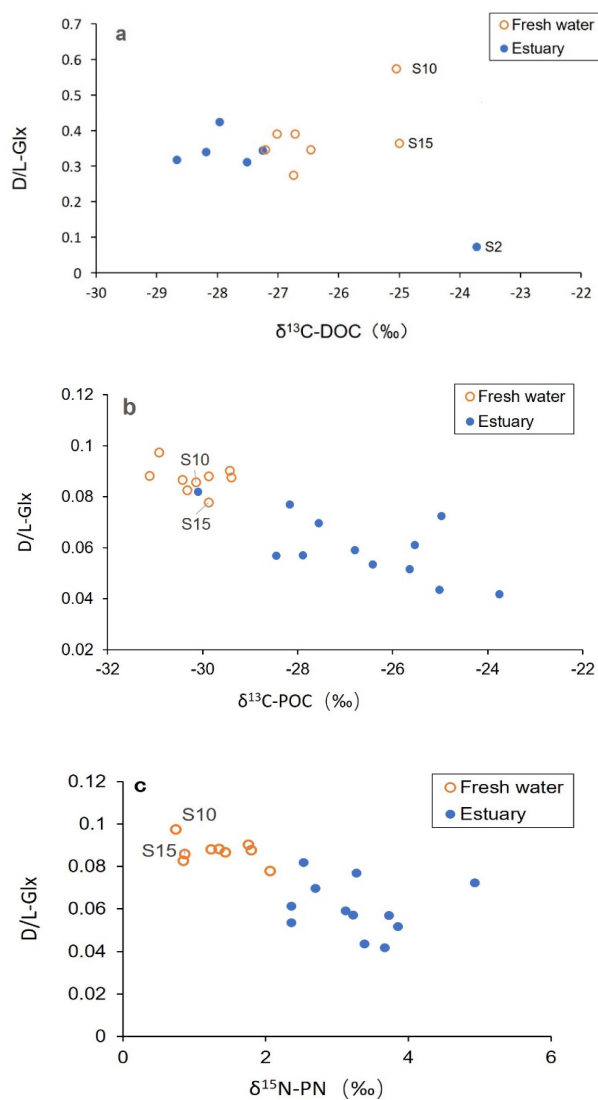 a
Fresh water
Estuary
0.7
0.6
0.5
0.4
0.3
0.2
0.1
0
D/L-Glx
S10
S15
S2
-30 -29 -28 -27 -26 -25 -24 -23 -22
δ¹³C-DOC（‰）
b
Fresh water
Estuary
0.12
0.1
0.08
0.06
0.04
0.02
D/L-Glx
S10
S15
-32 -30 -28 -26 -24 -22
δ¹³C-POC（‰）
c
Fresh water
Estuary
0.12
0.1
0.08
0.06
0.04
0.02
0
D/L-Glx
S10
S15
0 2 4 6
δ¹⁵N-PN（‰）